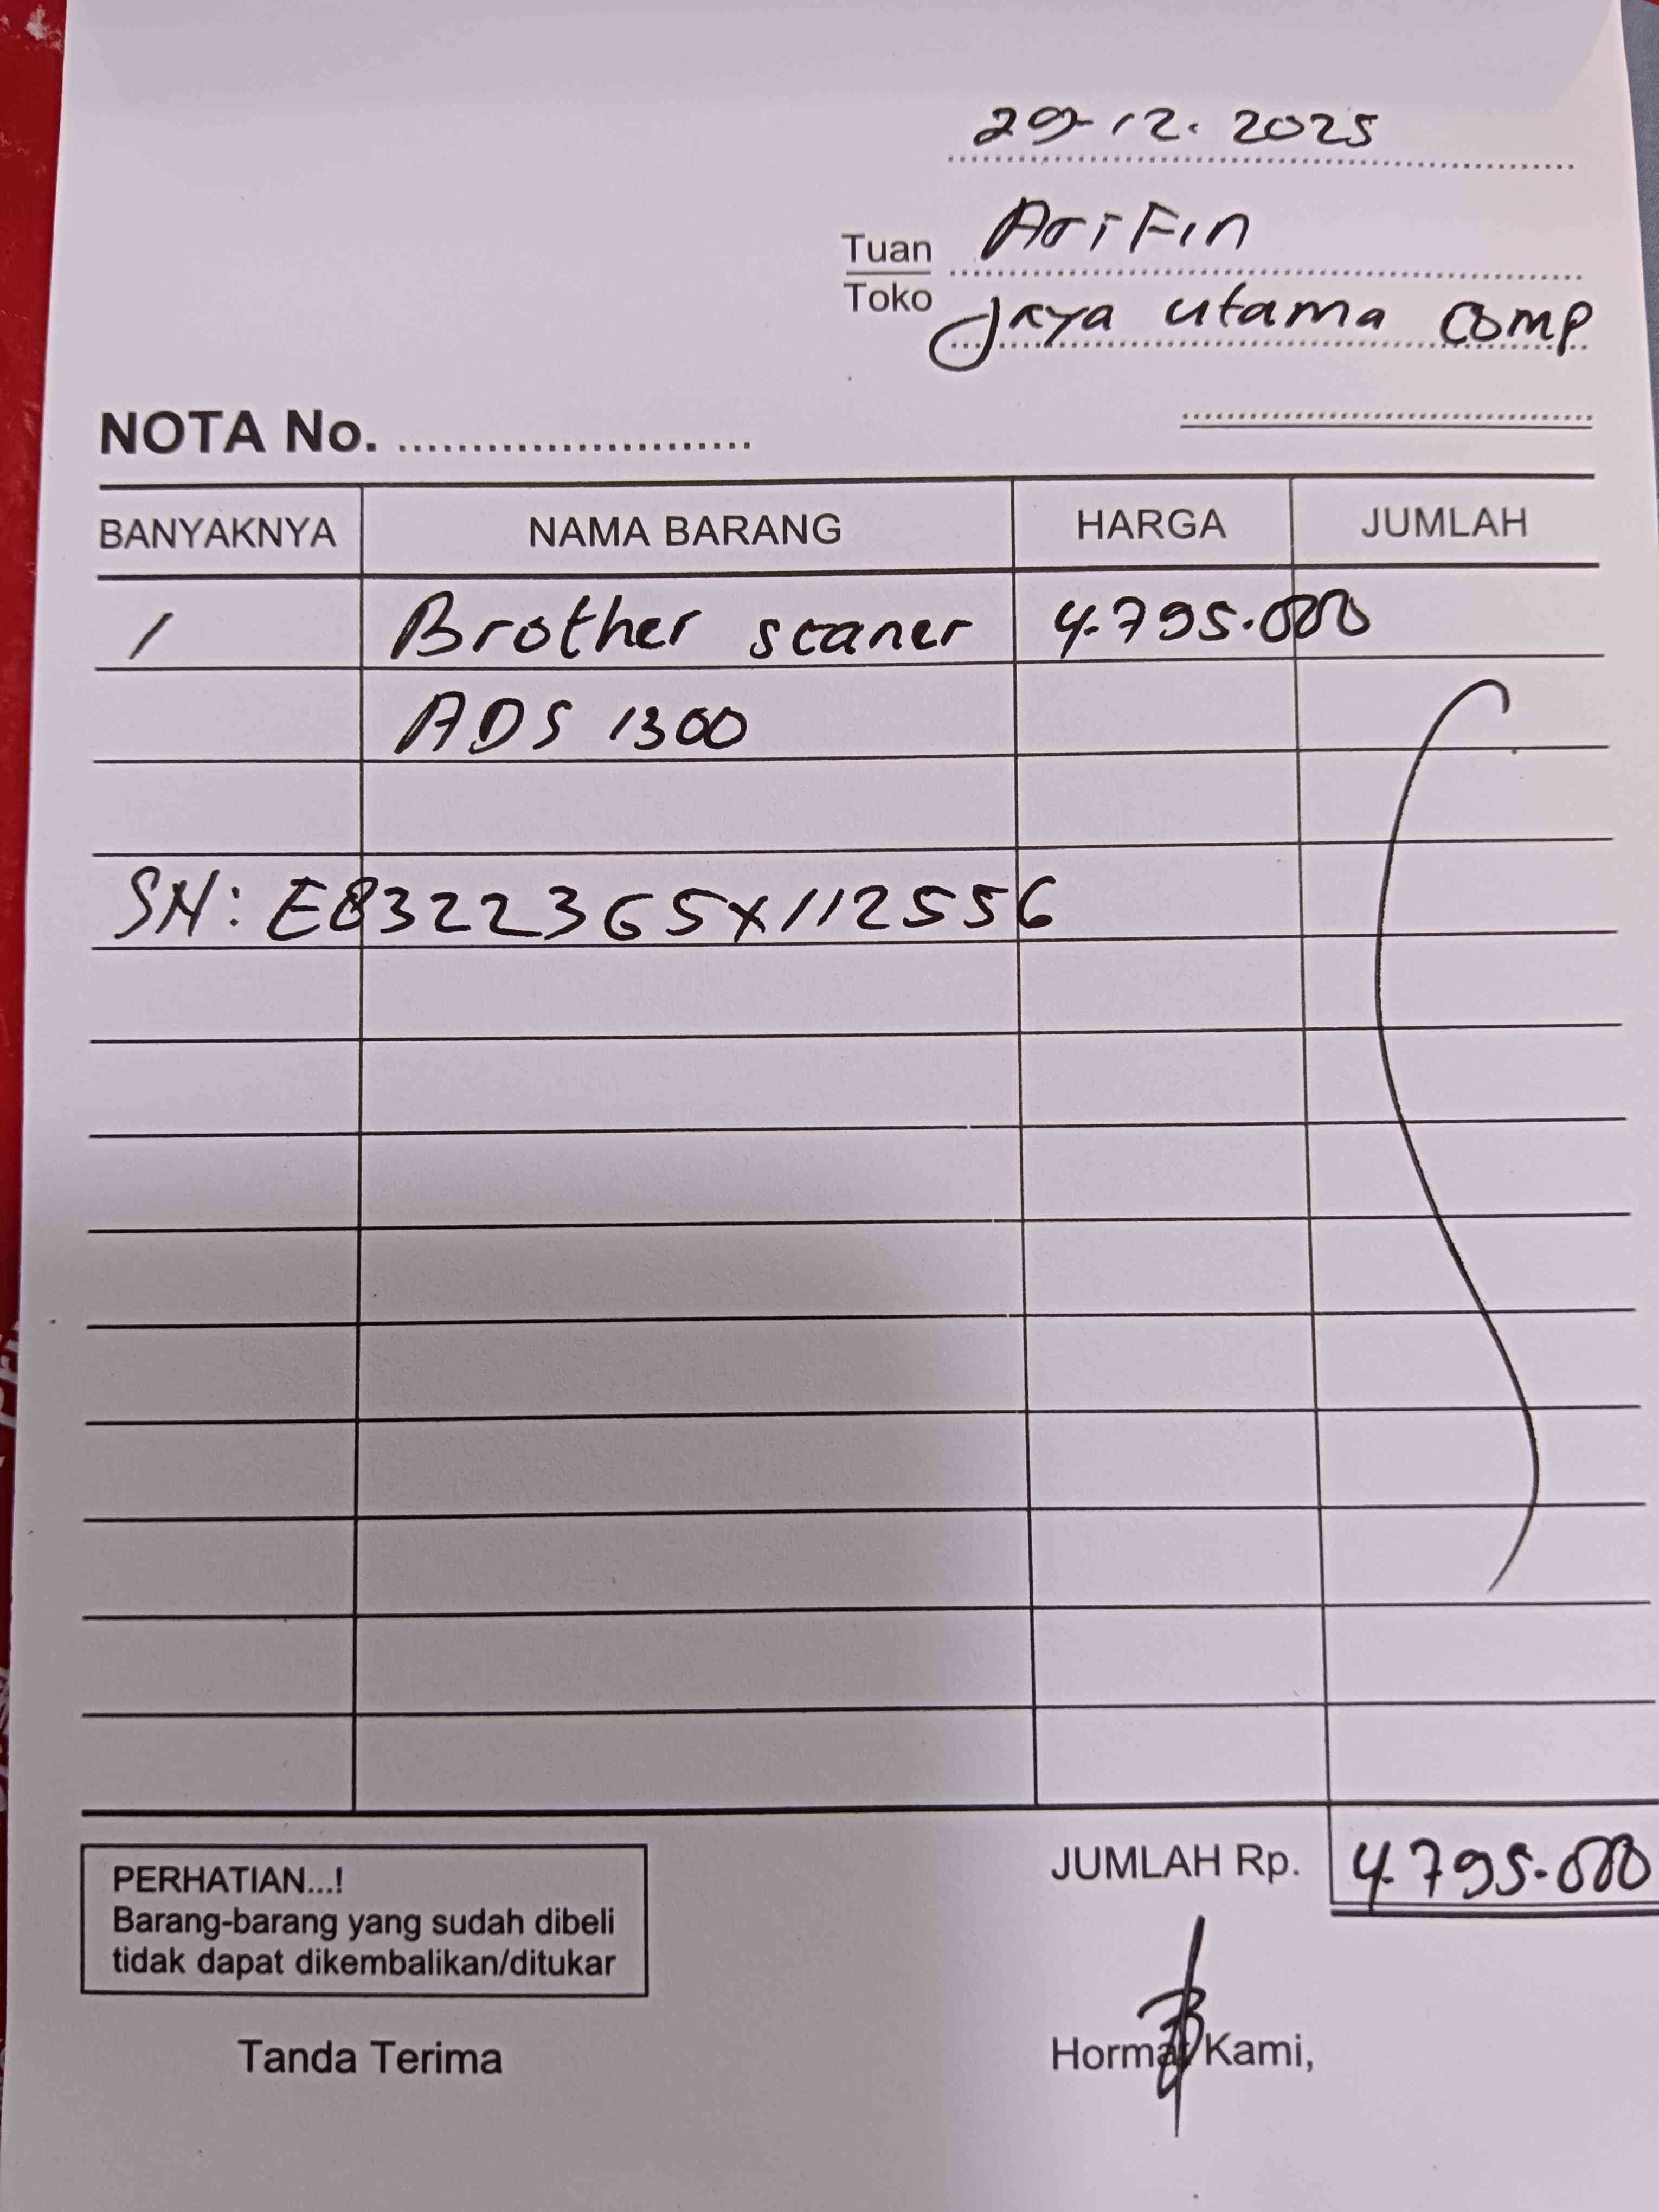 29-12. 2025
Tuan Arifin
Toko Jaya utama comp
NOTA No. ........................
BANYAKNYA NAMA BARANG HARGA JUMLAH
1 Brother scaner 4.795.000
ADS 1300
SN: E83223G5X112556
JUMLAH Rp. 4.795.000
PERHATIAN...!
Barang-barang yang sudah dibeli
tidak dapat dikembalikan/ditukar
Tanda Terima Hormat Kami,